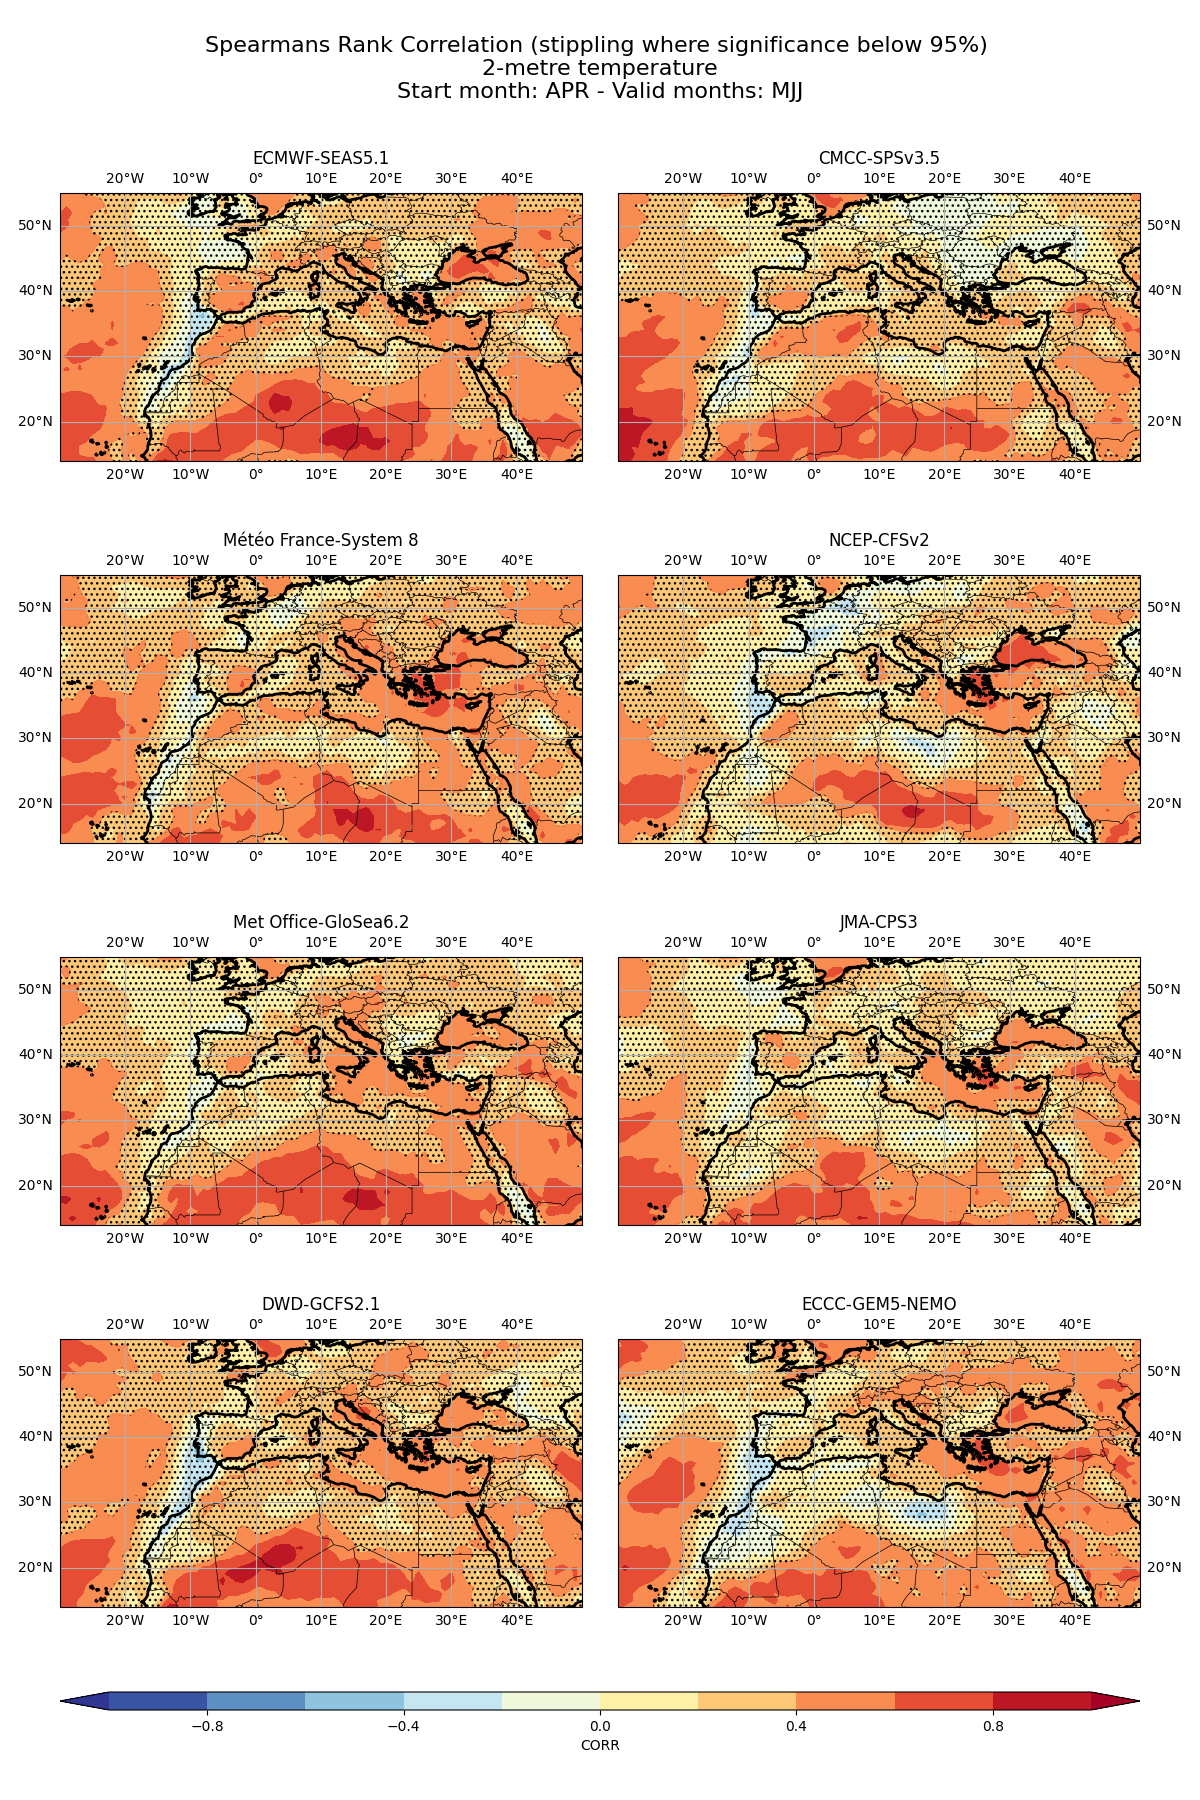 Spearmans Rank Correlation (stippling where significance below 95%)
2-metre temperature
Start month: APR - Valid months: MJJ
ECMWF-SEAS5.1 CMCC-SPSv3.5
20°W 10°W 0° 10°E 20°E 30°E 40°E 20°W 10°W 0° 10°E 20°E 30°E 40°E
50°N 50°N
40°N 40°N
30°N 30°N
20°N 20°N
20°W 10°W 0° 10°E 20°E 30°E 40°E 20°W 10°W 0° 10°E 20°E 30°E 40°E
Météo France-System 8 NCEP-CFSv2
20°W 10°W 0° 10°E 20°E 30°E 40°E 20°W 10°W 0° 10°E 20°E 30°E 40°E
50°N 50°N
40°N 40°N
30°N 30°N
20°N 20°N
20°W 10°W 0° 10°E 20°E 30°E 40°E 20°W 10°W 0° 10°E 20°E 30°E 40°E
Met Office-GloSea6.2 JMA-CPS3
20°W 10°W 0° 10°E 20°E 30°E 40°E 20°W 10°W 0° 10°E 20°E 30°E 40°E
50°N 50°N
40°N 40°N
30°N 30°N
20°N 20°N
20°W 10°W 0° 10°E 20°E 30°E 40°E 20°W 10°W 0° 10°E 20°E 30°E 40°E
DWD-GCFS2.1 ECCC-GEM5-NEMO
20°W 10°W 0° 10°E 20°E 30°E 40°E 20°W 10°W 0° 10°E 20°E 30°E 40°E
50°N 50°N
40°N 40°N
30°N 30°N
20°N 20°N
20°W 10°W 0° 10°E 20°E 30°E 40°E 20°W 10°W 0° 10°E 20°E 30°E 40°E
−0.8 −0.4 0.0 0.4 0.8
CORR